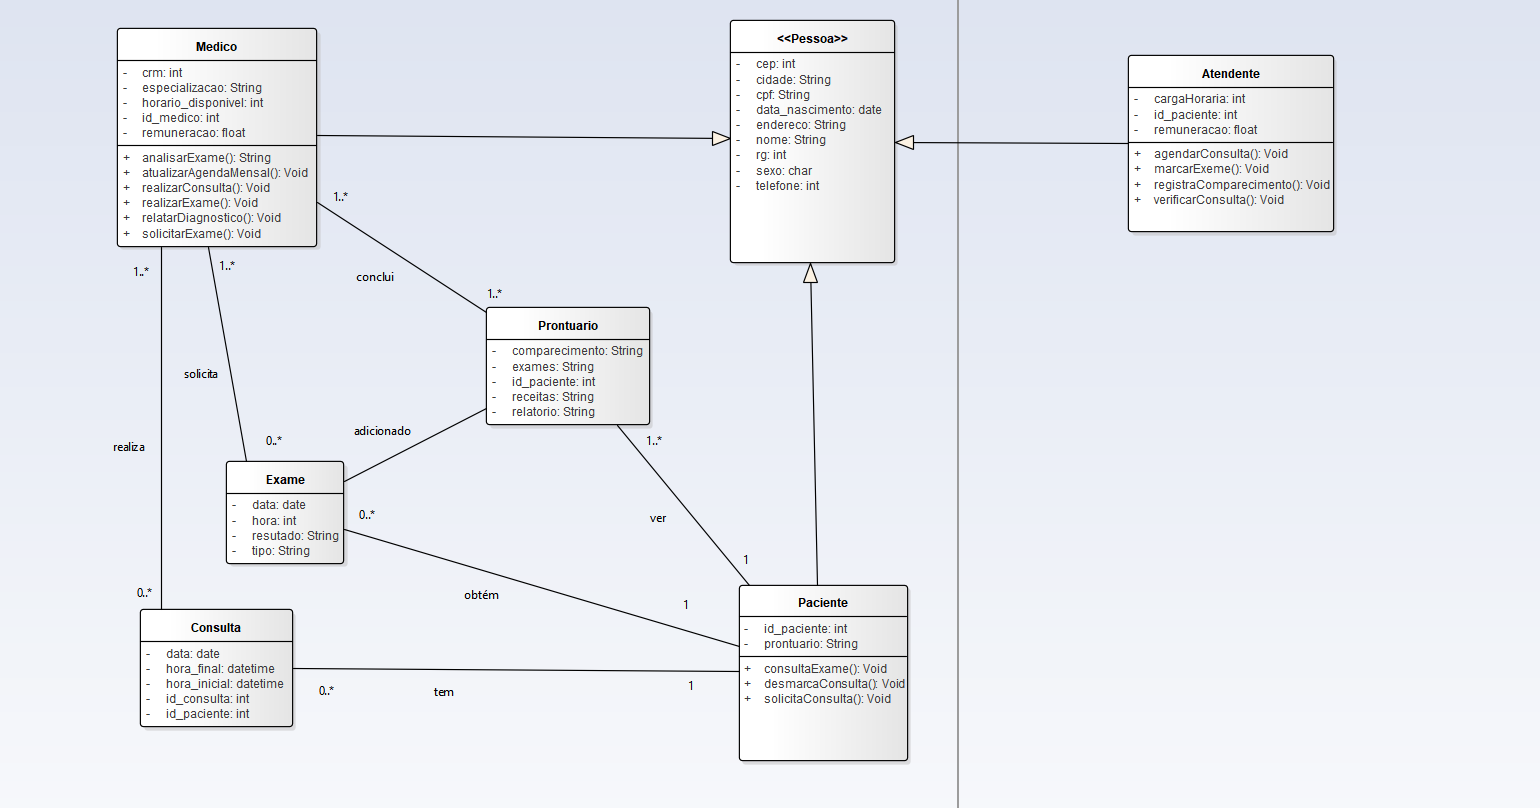 Medico
- crm: int
- especializacao: String
- horario_disponivel: int
- id_medico: int
- remuneracao: float
+ analisarExame(): String
+ atualizarAgendaMensal(): Void
+ realizarConsulta(): Void
+ realizarExame(): Void
+ relatarDiagnostico(): Void
+ solicitarExame(): Void
<<Pessoa>>
- cep: int
- cidade: String
- cpf: String
- data_nascimento: date
- endereco: String
- nome: String
- rg: int
- sexo: char
- telefone: int
Atendente
- cargaHoraria: int
- id_paciente: int
- remuneracao: float
+ agendarConsulta(): Void
+ marcarExeme(): Void
+ registraComparecimento(): Void
+ verificarConsulta(): Void
1..*
conclui
1..*
1..*
1..*
solicita
0..*
realiza
0..*
Prontuario
- comparecimento: String
- exames: String
- id_paciente: int
- receitas: String
- relatorio: String
adicionado
1..*
ver
1
Exame
- data: date
- hora: int
- resutado: String
- tipo: String
0..*
obtém
1
Consulta
- data: date
- hora_final: datetime
- hora_inicial: datetime
- id_consulta: int
- id_paciente: int
0..*
tem
1
Paciente
- id_paciente: int
- prontuario: String
+ consultaExame(): Void
+ desmarcaConsulta(): Void
+ solicitaConsulta(): Void